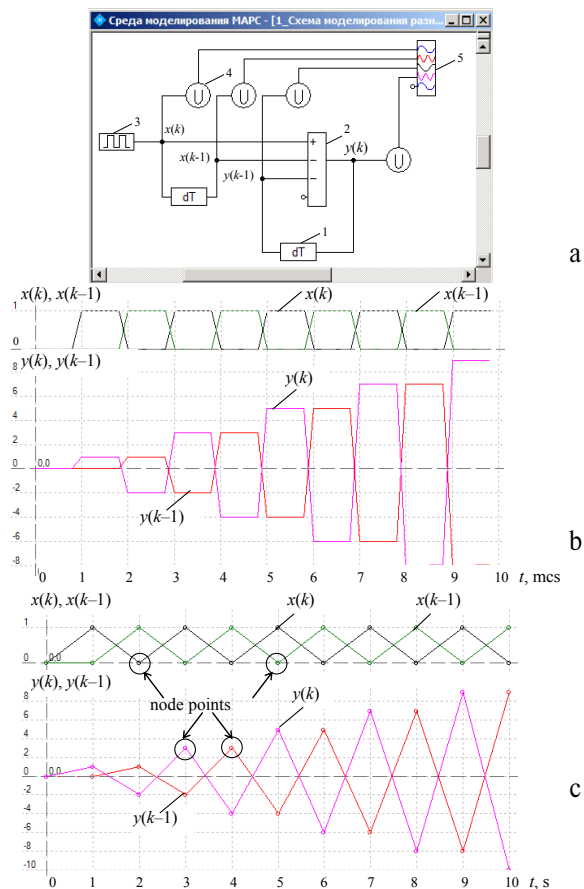 Среда моделирования МАРС - [1_Схема моделирования разн
4
5
3
2
x(k)
+
−
y(k)
x(k-1)
y(k-1)
−
dT
1
dT
a
x(k), x(k–1)
x(k)
x(k–1)
1
0
y(k), y(k–1)
8
6
4
2
0
-2
-4
-6
-8
0,0
y(k)
y(k–1)
b
0 1 2 3 4 5 6 7 8 9 10 t, mcs
x(k), x(k–1)
x(k)
x(k–1)
1
0
0,0
y(k), y(k–1)
node points
8
6
4
2
0
-2
-4
-6
-8
-10
0,0
y(k)
y(k–1)
c
0 1 2 3 4 5 6 7 8 9 10 t, s